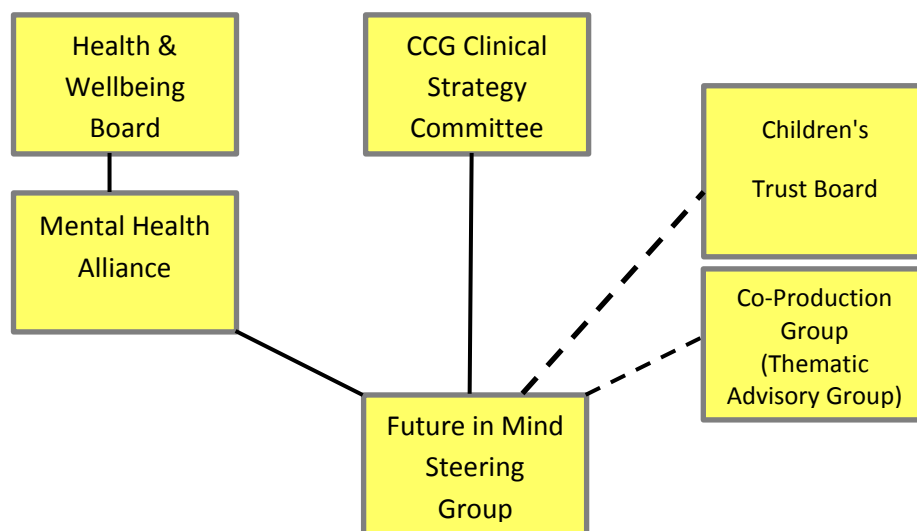 Health &
Wellbeing
Board
CCG Clinical
Strategy
Committee
Children's
Trust Board
Mental Health
Alliance
Co-Production
Group
(Thematic
Advisory Group)
Future in Mind
Steering
Group